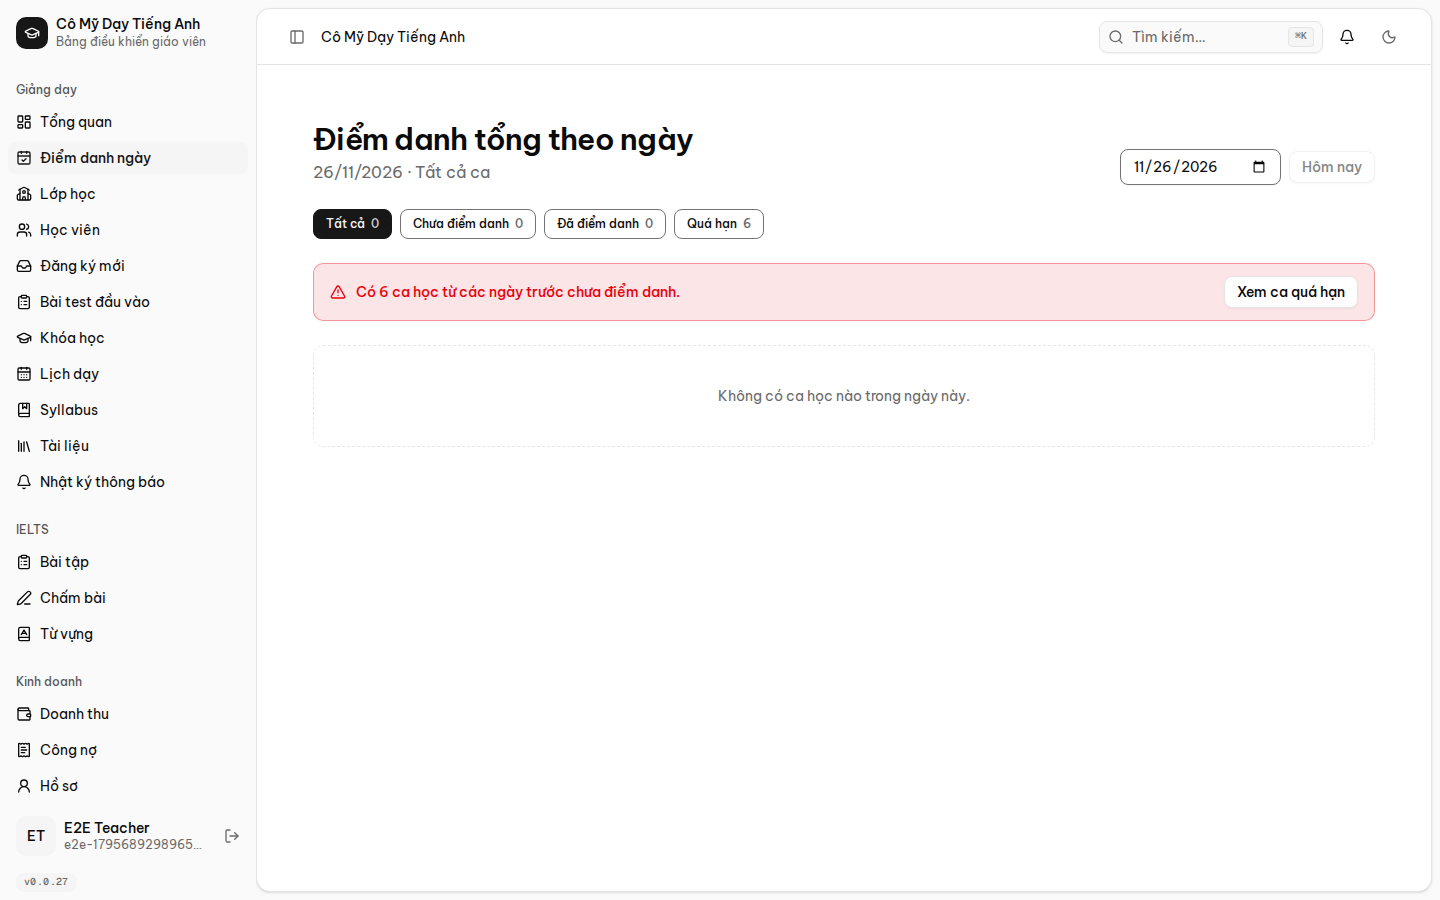 Cô Mỹ Dạy Tiếng Anh
Bảng điều khiển giáo viên
Giảng dạy
Tổng quan
Điểm danh ngày
Lớp học
Học viên
Đăng ký mới
Bài test đầu vào
Khóa học
Lịch dạy
Syllabus
Tài liệu
Nhật ký thông báo
IELTS
Bài tập
Chấm bài
Từ vựng
Kinh doanh
Doanh thu
Công nợ
Hồ sơ
ET
E2E Teacher
e2e-1795689298965...
v0.0.27
Cô Mỹ Dạy Tiếng Anh
Tìm kiếm...
⌘K
Điểm danh tổng theo ngày
26/11/2026 · Tất cả ca
11/26/2026
Hôm nay
Tất cả 0
Chưa điểm danh 0
Đã điểm danh 0
Quá hạn 6
Có 6 ca học từ các ngày trước chưa điểm danh.
Xem ca quá hạn
Không có ca học nào trong ngày này.